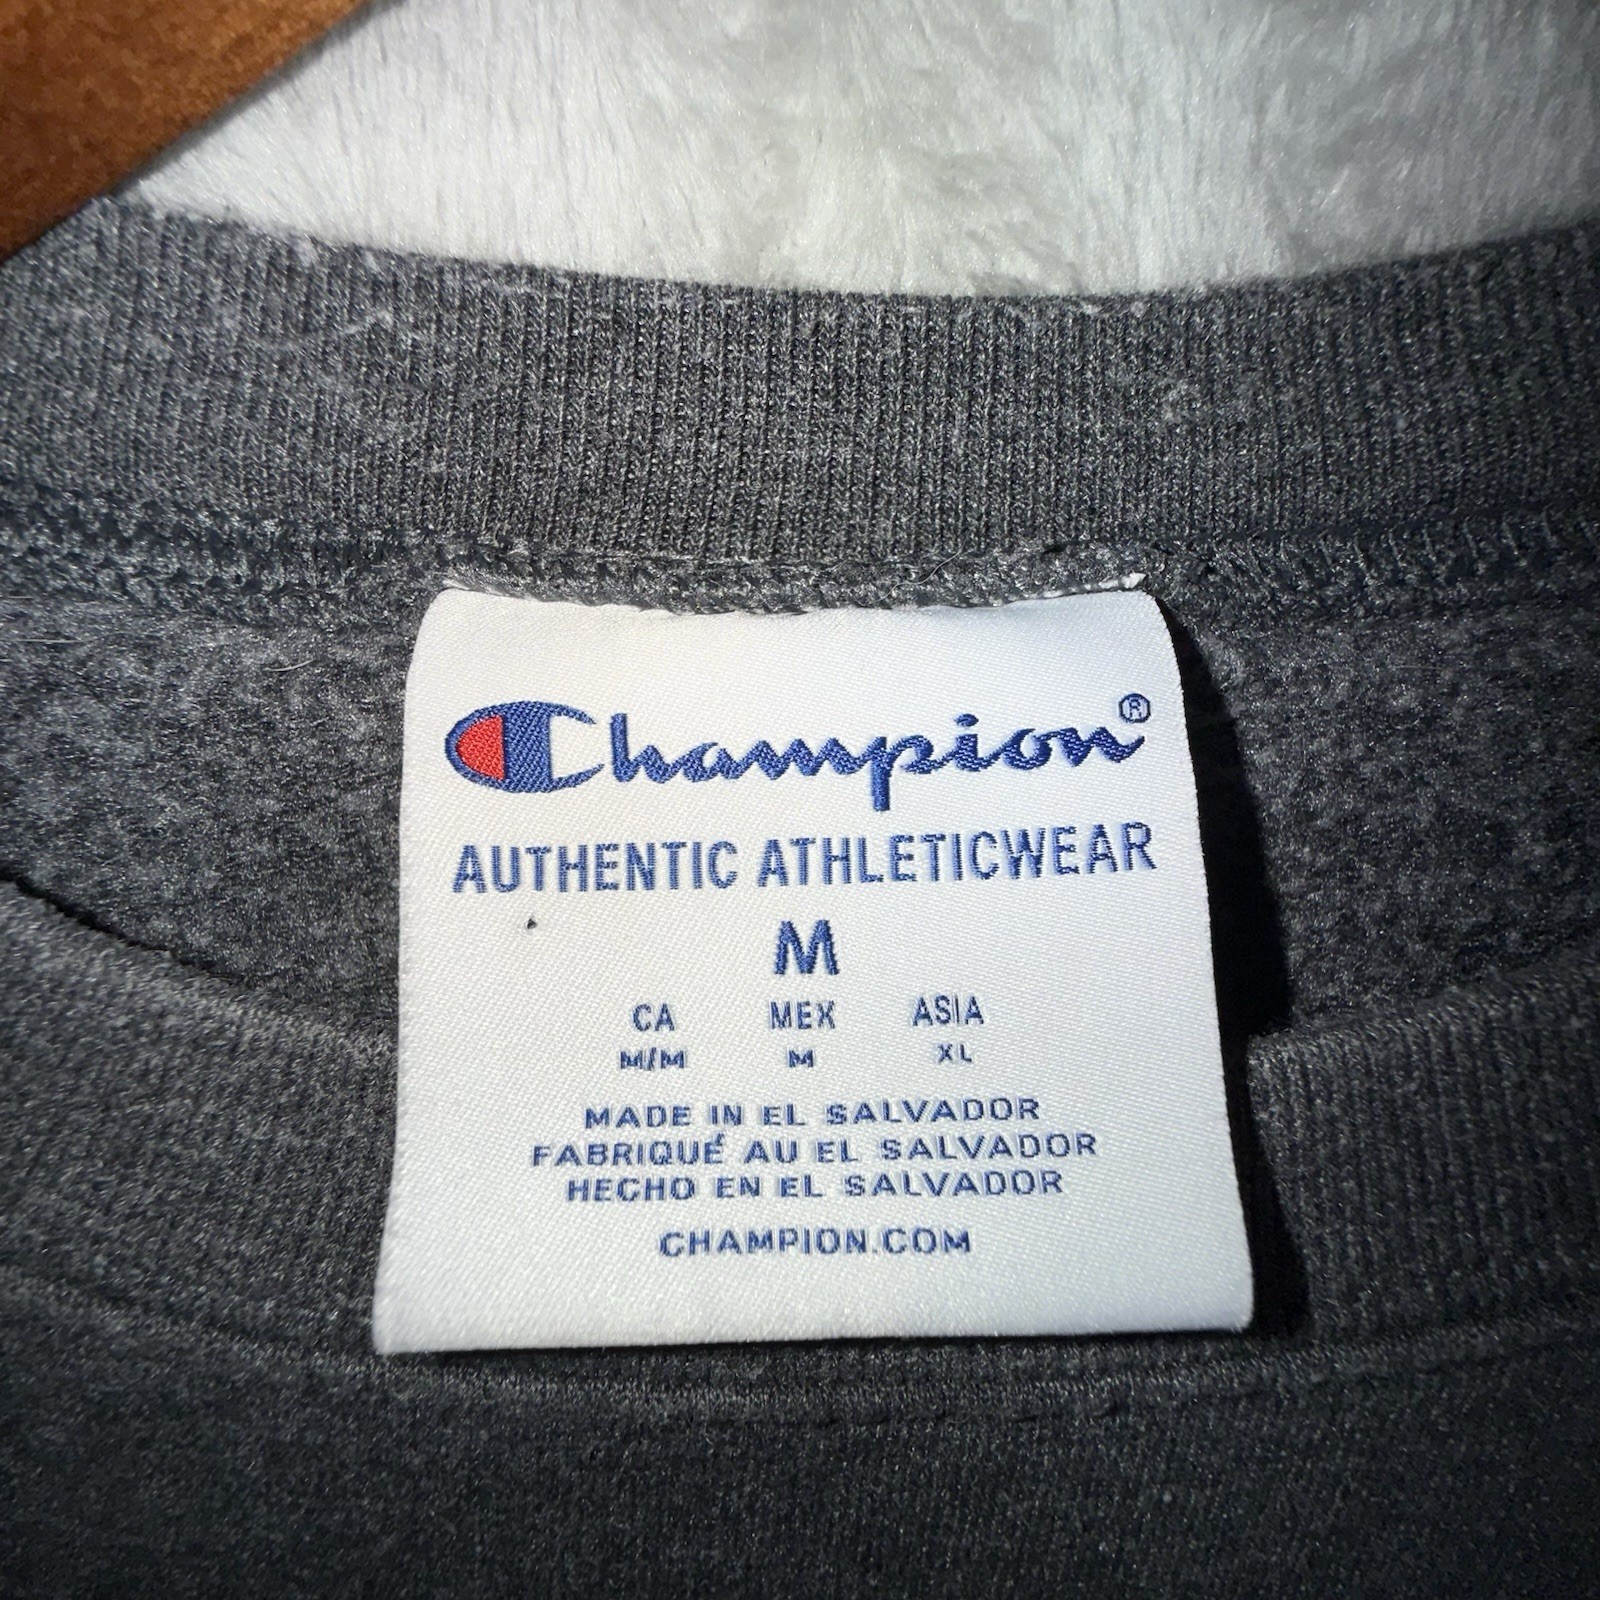 Champion®
AUTHENTIC ATHLETICWEAR
M
CA MEX ASIA
M/M M XL
MADE IN EL SALVADOR
FABRIQUÉ AU EL SALVADOR
HECHO EN EL SALVADOR
CHAMPION.COM